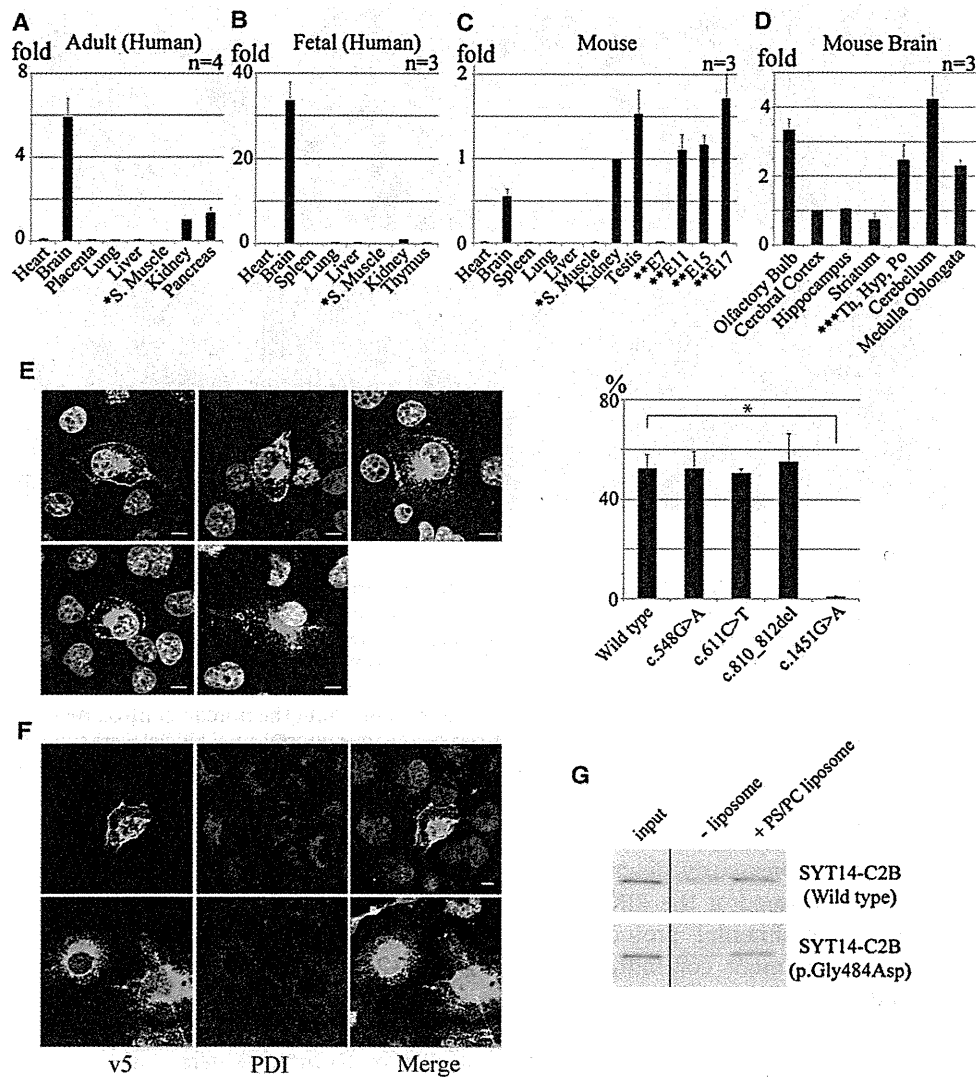 A
fold
Adult (Human)
n=4
8
4
0
Heart
Brain
Placenta
Lung
Liver
*S. Muscle
Kidney
Pancreas
B
fold
Fetal (Human)
n=3
40
20
0
Heart
Brain
Spleen
Lung
Liver
*S. Muscle
Kidney
Thymus
C
fold
Mouse
n=3
2
1
0
Heart
Brain
Spleen
Lung
Liver
*S. Muscle
Kidney
Testis
**E7
**E11
**E15
**E17
D
fold
Mouse Brain
n=3
4
2
0
Olfactory Bulb
Cerebral Cortex
Hippocampus
Striatum
***Th, Hyp, Po
Cerebellum
Medulla Oblongata
E
%
80
40
0
*
Wild type
c.548G>A
c.611C>T
c.810_812del
c.1451G>A
F
v5
PDI
Merge
G
input
- liposome
+ PS/PC liposome
SYT14-C2B
(Wild type)
SYT14-C2B
(p.Gly484Asp)